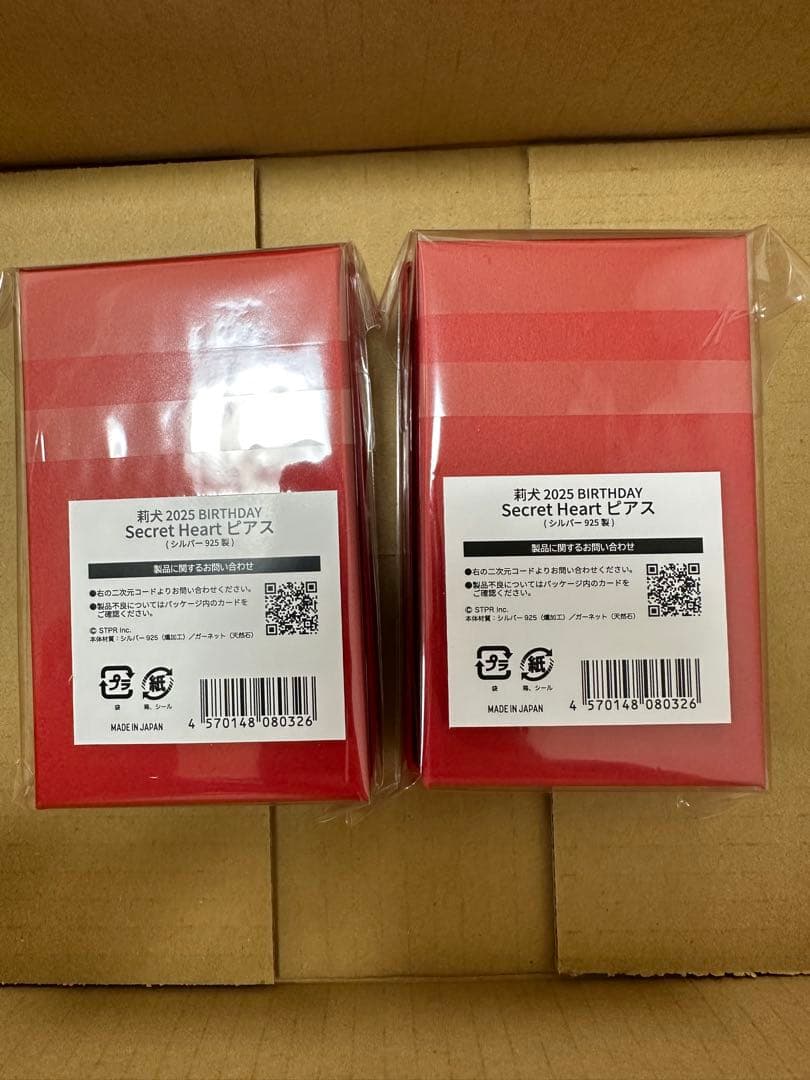 莉犬 2025 BIRTHDAY
Secret Heart ピアス
( シルバー 925 製 )
製品に関するお問い合わせ
●右の二次元コードよりお問い合わせください。
●製品不良についてはパッケージ内のカードを
ご確認ください。
© STPR Inc.
本体材質：シルバー 925（燻加工）／ガーネット（天然石）
プラ
袋
紙
箱、シール
MADE IN JAPAN
4 570148 080326
莉犬 2025 BIRTHDAY
Secret Heart ピアス
( シルバー 925 製 )
製品に関するお問い合わせ
●右の二次元コードよりお問い合わせください。
●製品不良についてはパッケージ内のカードを
ご確認ください。
© STPR Inc.
本体材質：シルバー 925（燻加工）／ガーネット（天然石）
プラ
袋
紙
箱、シール
MADE IN JAPAN
4 570148 080326